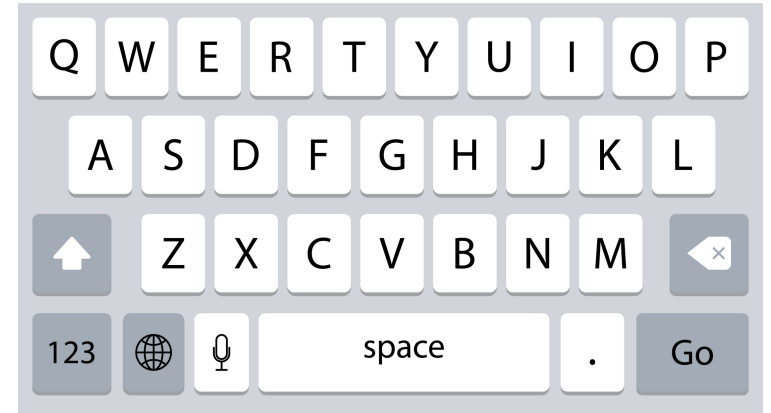 Q W E R T Y U I O P
A S D F G H J K L
Z X C V B N M
123 space . Go